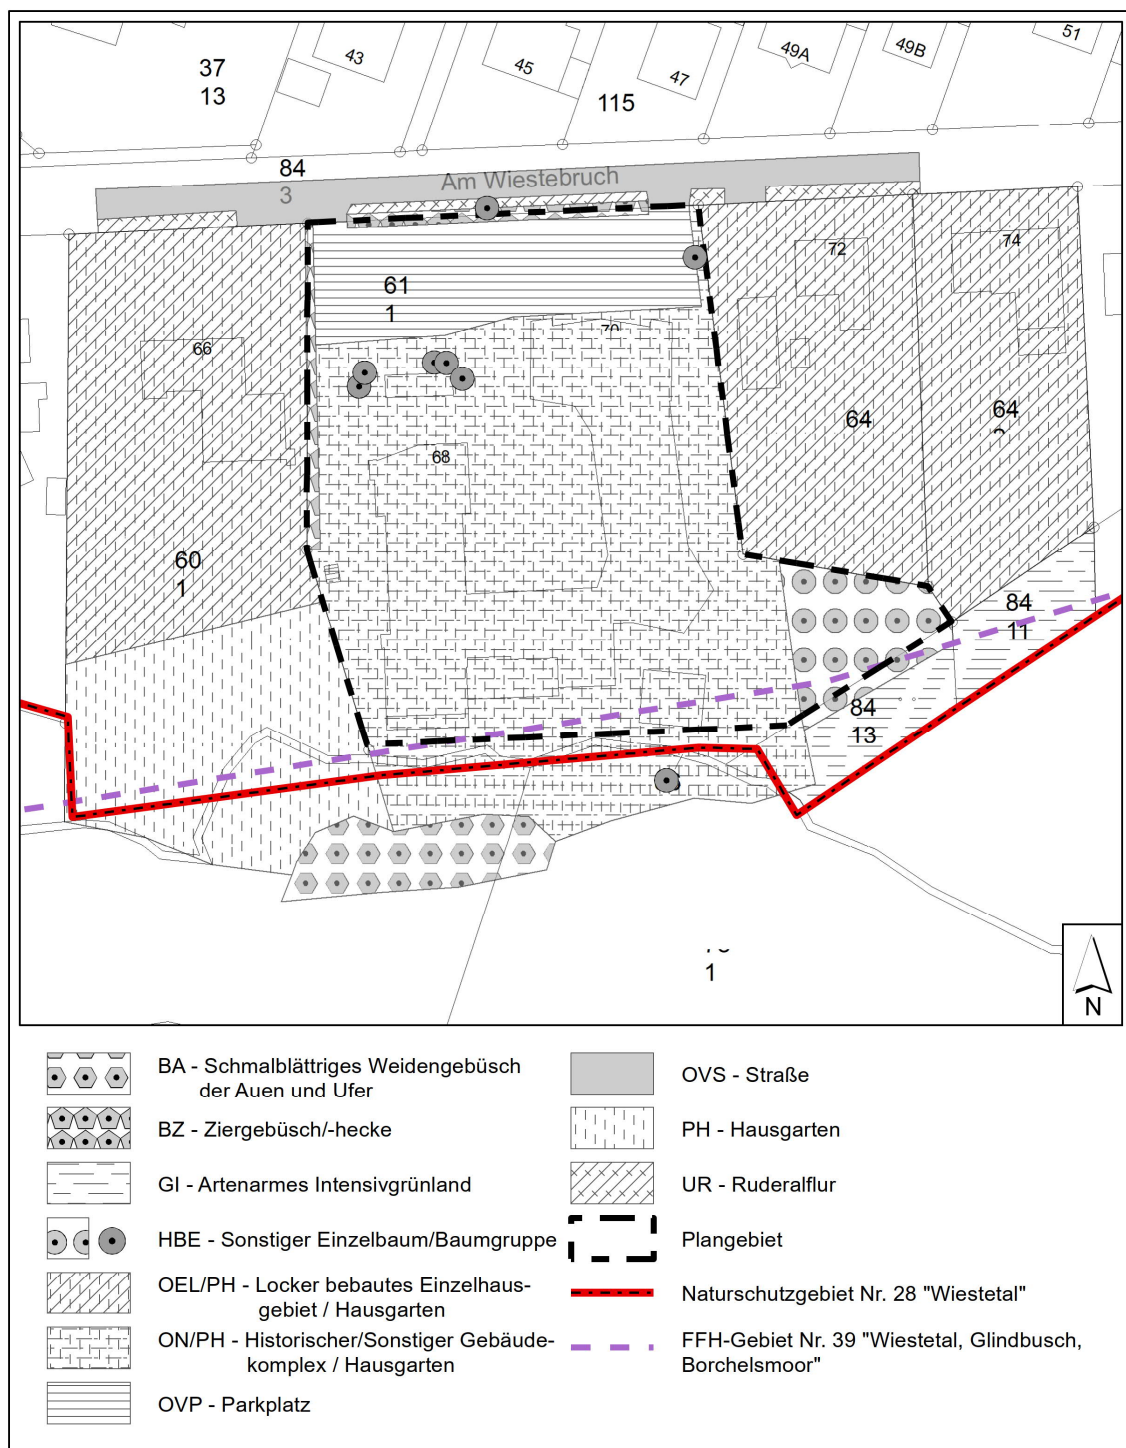 43
45
47
49A
49B
51
37
13
115
84
3
Am Wiestebruch
61
1
66
68
72
74
64
64
60
1
84
11
84
13
1
N
BA - Schmalblättriges Weidengebüsch
der Auen und Ufer
BZ - Ziergebüsch/-hecke
GI - Artenarmes Intensivgrünland
HBE - Sonstiger Einzelbaum/Baumgruppe
OEL/PH - Locker bebautes Einzelhaus-
gebiet / Hausgarten
ON/PH - Historischer/Sonstiger Gebäude-
komplex / Hausgarten
OVP - Parkplatz
OVS - Straße
PH - Hausgarten
UR - Ruderalflur
Plangebiet
Naturschutzgebiet Nr. 28 "Wiestetal"
FFH-Gebiet Nr. 39 "Wiestetal, Glindbusch,
Borchelsmoor"